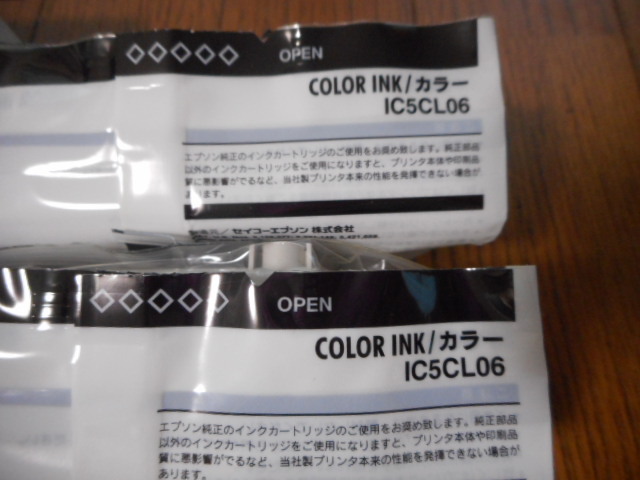 OPEN
COLOR INK/カラー
IC5CL06
エプソン純正のインクカートリッジのご使用をお奨め致します。純正部品
以外のインクカートリッジをご使用になりますと、プリンタ本体や印刷品
質に悪影響がでるなど、当社製プリンタ本来の性能を発揮できない場合が
あります。
製造元／セイコーエプソン 株式会社
OPEN
COLOR INK/カラー
IC5CL06
エプソン純正のインクカートリッジのご使用をお奨め致します。純正部品
以外のインクカートリッジをご使用になりますと、プリンタ本体や印刷品
質に悪影響がでるなど、当社製プリンタ本来の性能を発揮できない場合が
あります。